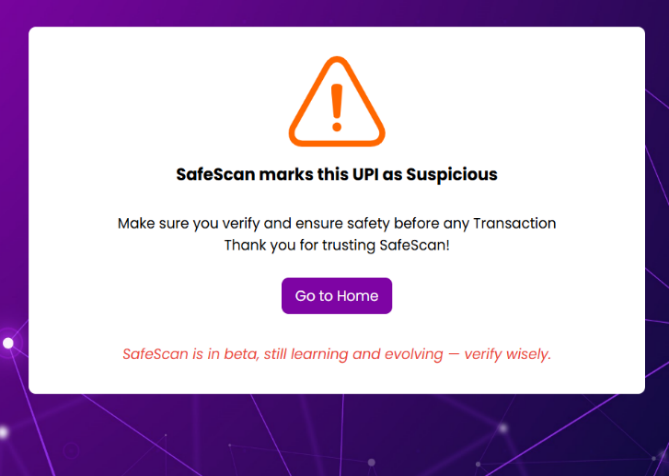 SafeScan marks this UPI as Suspicious
Make sure you verify and ensure safety before any Transaction
Thank you for trusting SafeScan!
Go to Home
SafeScan is in beta, still learning and evolving — verify wisely.